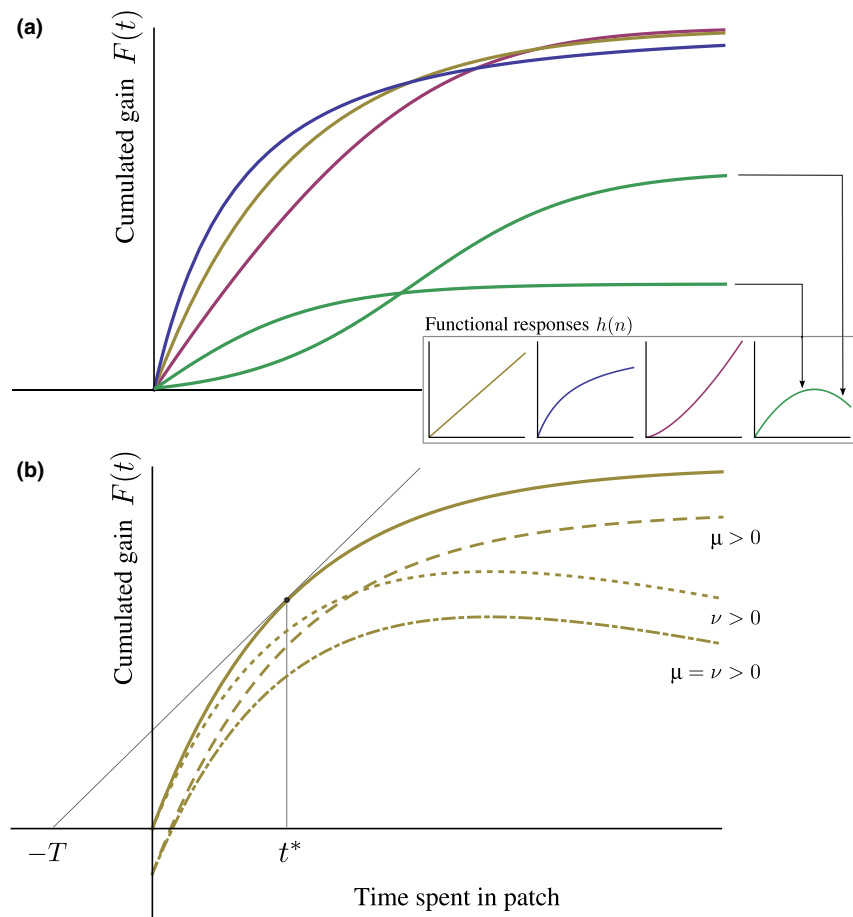 (a)
Cumulated gain F(t)
Functional responses h(n)
(b)
Cumulated gain F(t)
μ > 0
ν > 0
μ = ν > 0
−T
t*
Time spent in patch